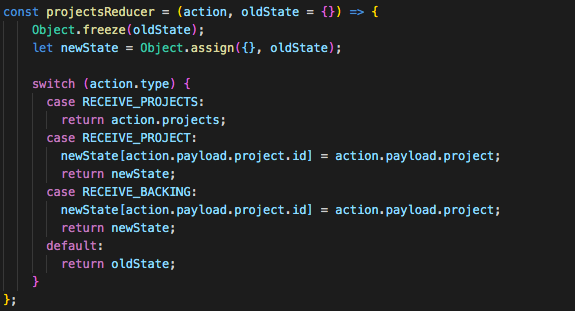 const projectsReducer = (action, oldState = {}) => {
    Object.freeze(oldState);
    let newState = Object.assign({}, oldState);

    switch (action.type) {
      case RECEIVE_PROJECTS:
        return action.projects;
      case RECEIVE_PROJECT:
        newState[action.payload.project.id] = action.payload.project;
        return newState;
      case RECEIVE_BACKING:
        newState[action.payload.project.id] = action.payload.project;
        return newState;
      default:
        return oldState;
    }
};